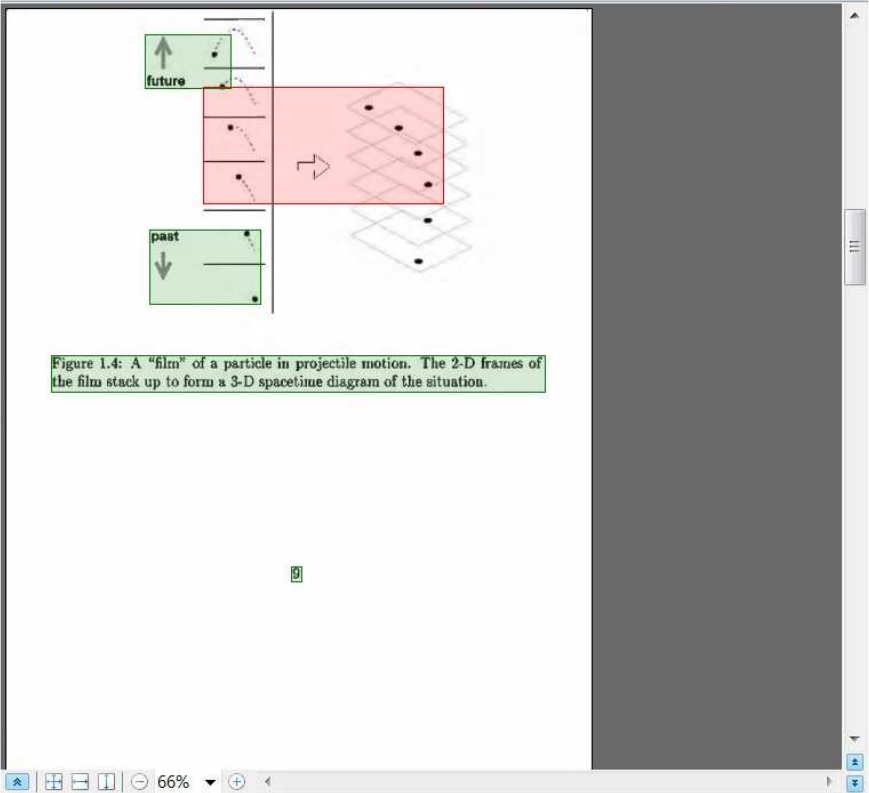 future
past
Figure 1.4: A “film” of a particle in projectile motion. The 2-D frames of
the film stack up to form a 3-D spacetime diagram of the situation.
9
66%